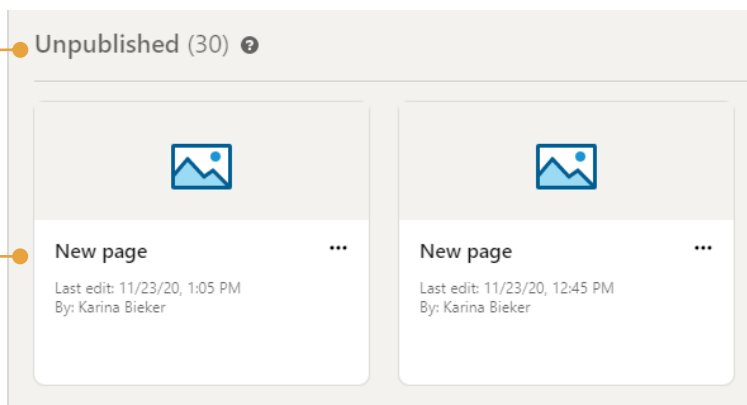 Unpublished (30) ?
New page ...
Last edit: 11/23/20, 1:05 PM
By: Karina Bieker
New page ...
Last edit: 11/23/20, 12:45 PM
By: Karina Bieker